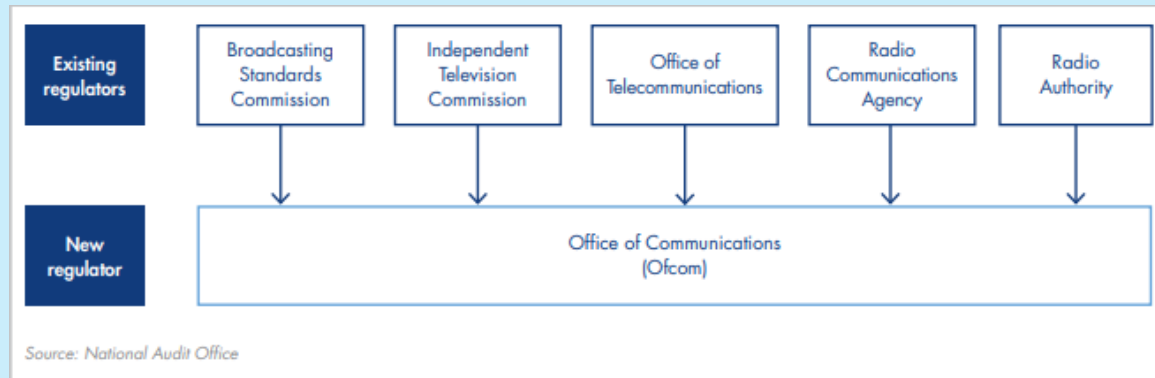 Existing
regulators
Broadcasting
Standards
Commission
Independent
Television
Commission
Office of
Telecommunications
Radio
Communications
Agency
Radio
Authority
New
regulator
Office of Communications
(Ofcom)
Source: National Audit Office